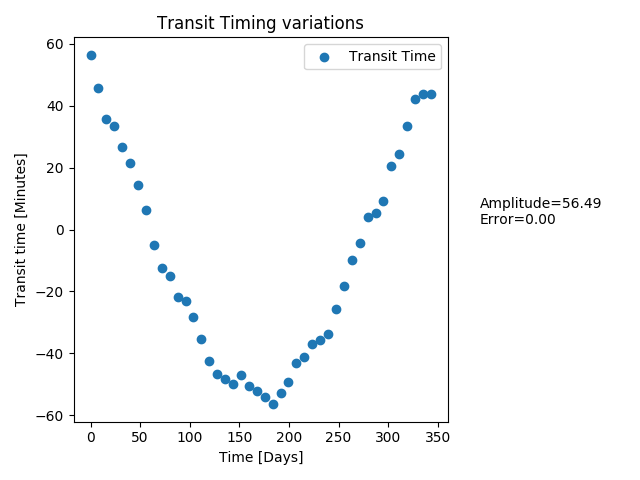 Transit Timing variations
Transit Time
60
40
20
0
−20
−40
−60
Transit time [Minutes]
0 50 100 150 200 250 300 350
Time [Days]
Amplitude=56.49
Error=0.00